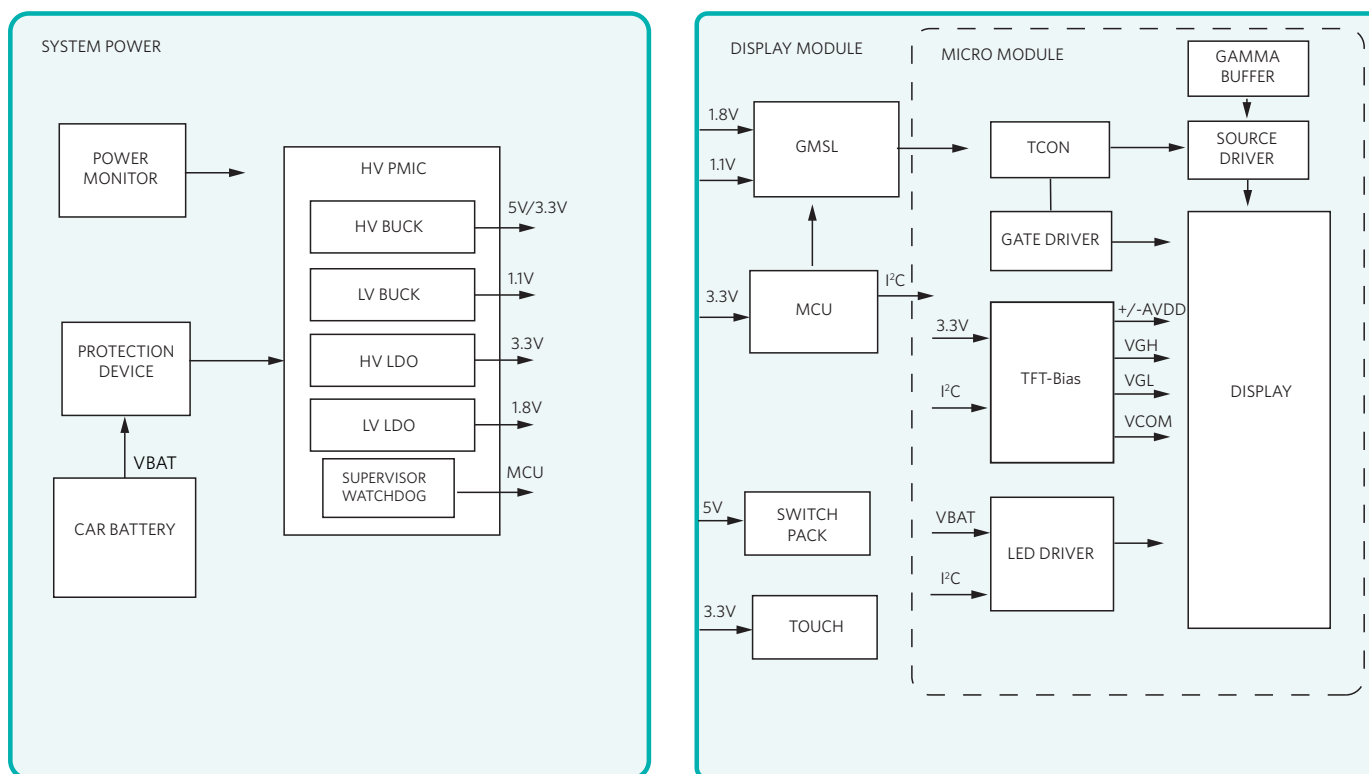 SYSTEM POWER
POWER
MONITOR
HV PMIC
HV BUCK
5V/3.3V
LV BUCK
1.1V
HV LDO
3.3V
LV LDO
1.8V
SUPERVISOR
WATCHDOG
MCU
PROTECTION
DEVICE
VBAT
CAR BATTERY
DISPLAY MODULE
1.8V
1.1V
GMSL
3.3V
MCU
I²C
5V
SWITCH
PACK
3.3V
TOUCH
MICRO MODULE
GAMMA
BUFFER
TCON
SOURCE
DRIVER
GATE DRIVER
3.3V
I²C
TFT-Bias
+/-AVDD
VGH
VGL
VCOM
DISPLAY
VBAT
I²C
LED DRIVER